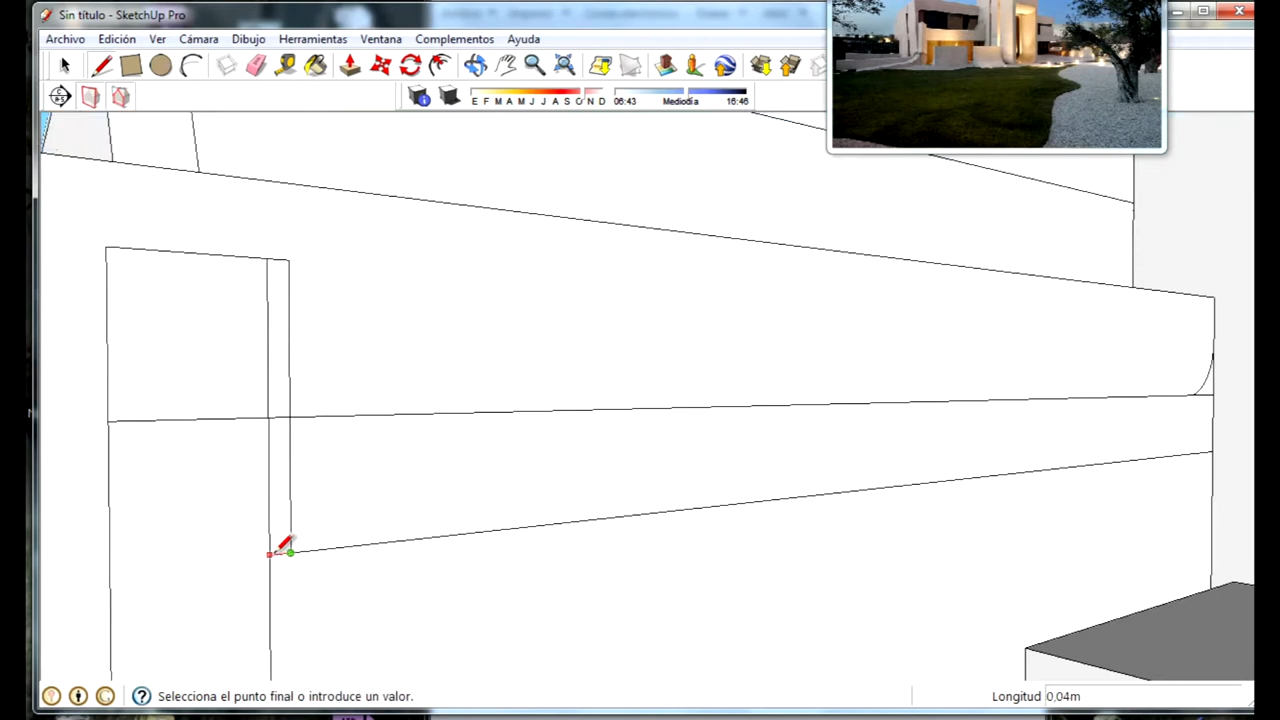 Sin título - SketchUp Pro
Archivo Edición Ver Cámara Dibujo Herramientas Ventana Complementos Ayuda
E F M A M J J A S O N D 06:43 Mediodía 16:46
Selecciona el punto final o introduce un valor. Longitud 0,04m